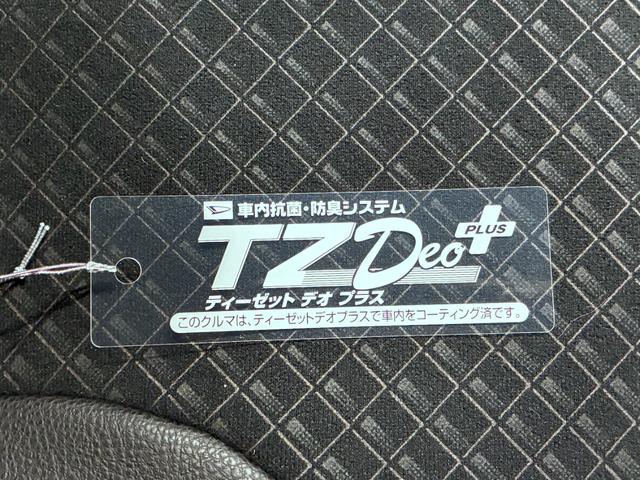 車内抗菌・防臭システム
TZ Deo PLUS
ティーゼット デオ プラス
このクルマは、ティーゼットデオプラスで車内をコーティング済です。